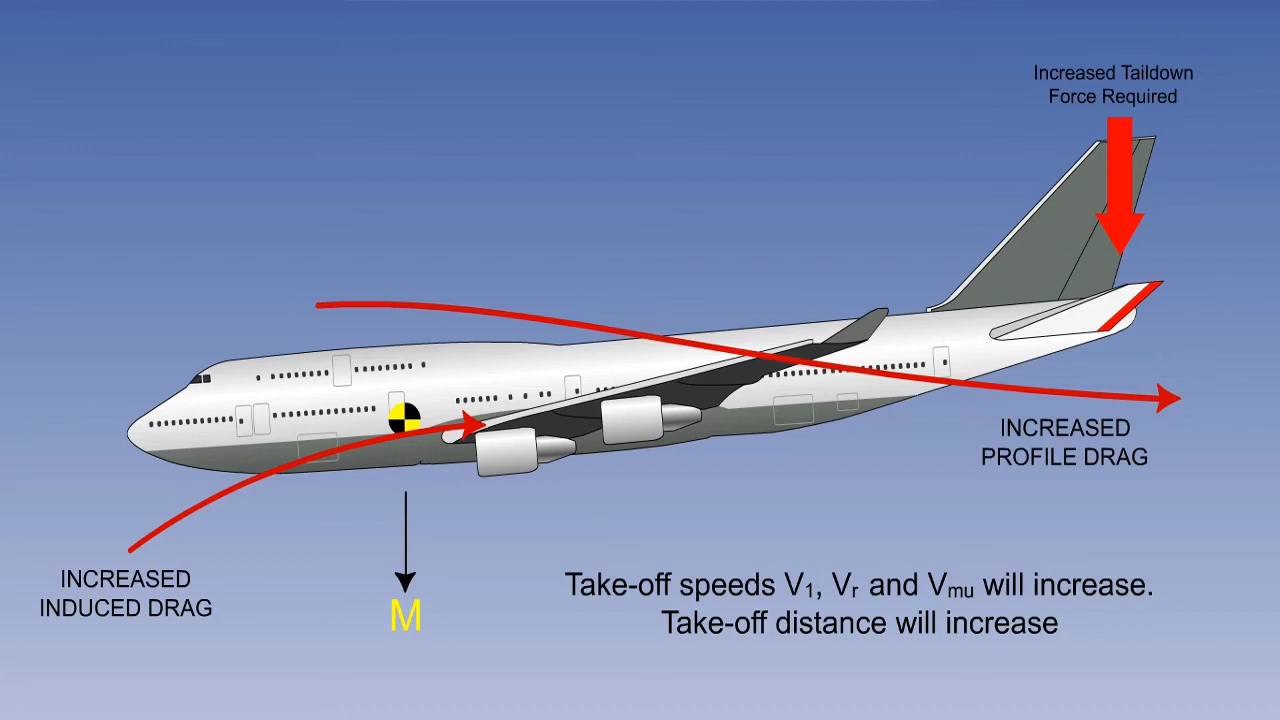 Increased Taildown
Force Required
INCREASED
PROFILE DRAG
INCREASED
INDUCED DRAG
M
Take-off speeds V₁, Vᵣ and Vmu will increase.
Take-off distance will increase